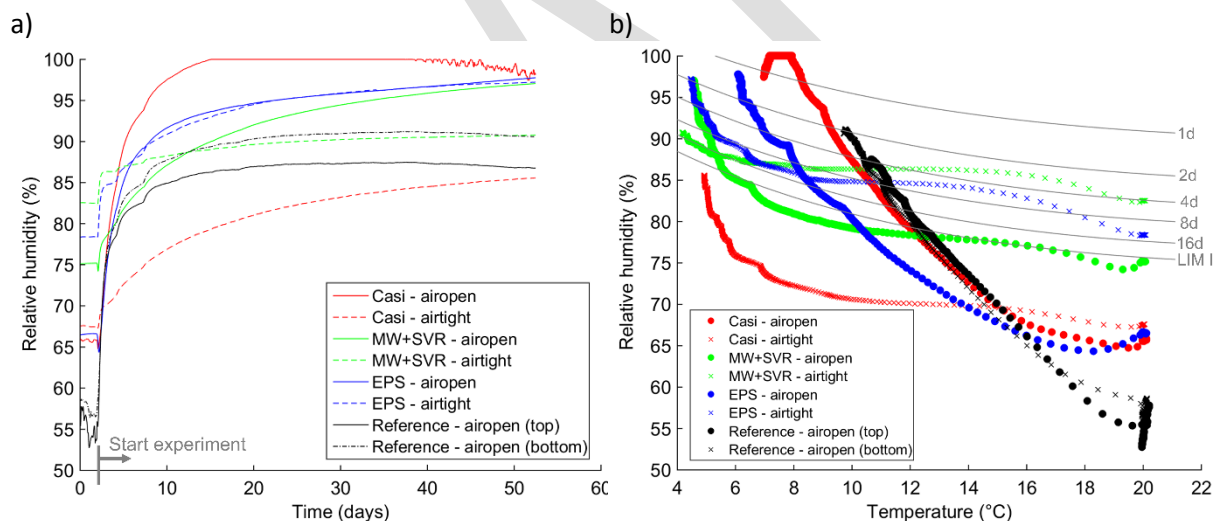 a)
100
95
90
85
80
75
70
65
60
55
50
Relative humidity (%)
Casi - airopen
Casi - airtight
MW+SVR - airopen
MW+SVR - airtight
EPS - airopen
EPS - airtight
Reference - airopen (top)
Reference - airopen (bottom)
Start experiment
0 10 20 30 40 50 60
Time (days)
b)
100
95
90
85
80
75
70
65
60
55
50
Relative humidity (%)
1d
2d
4d
8d
16d
LIM I
Casi - airopen
Casi - airtight
MW+SVR - airopen
MW+SVR - airtight
EPS - airopen
EPS - airtight
Reference - airopen (top)
Reference - airopen (bottom)
4 6 8 10 12 14 16 18 20 22
Temperature (°C)